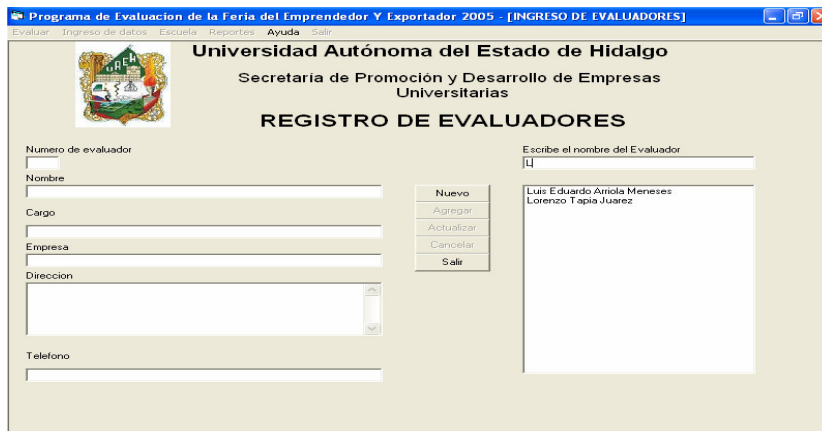 Programa de Evaluacion de la Feria del Emprendedor Y Exportador 2005 - [INGRESO DE EVALUADORES]
Evaluar Ingreso de datos Escuela Reportes Ayuda Salir
UAEH
Universidad Autónoma del Estado de Hidalgo
Secretaría de Promoción y Desarrollo de Empresas
Universitarias
REGISTRO DE EVALUADORES
Numero de evaluador
Escribe el nombre del Evaluador
L
Nombre
Nuevo
Luis Eduardo Arriola Meneses
Lorenzo Tapia Juarez
Agregar
Cargo
Actualizar
Empresa
Cancelar
Salir
Direccion
Telefono